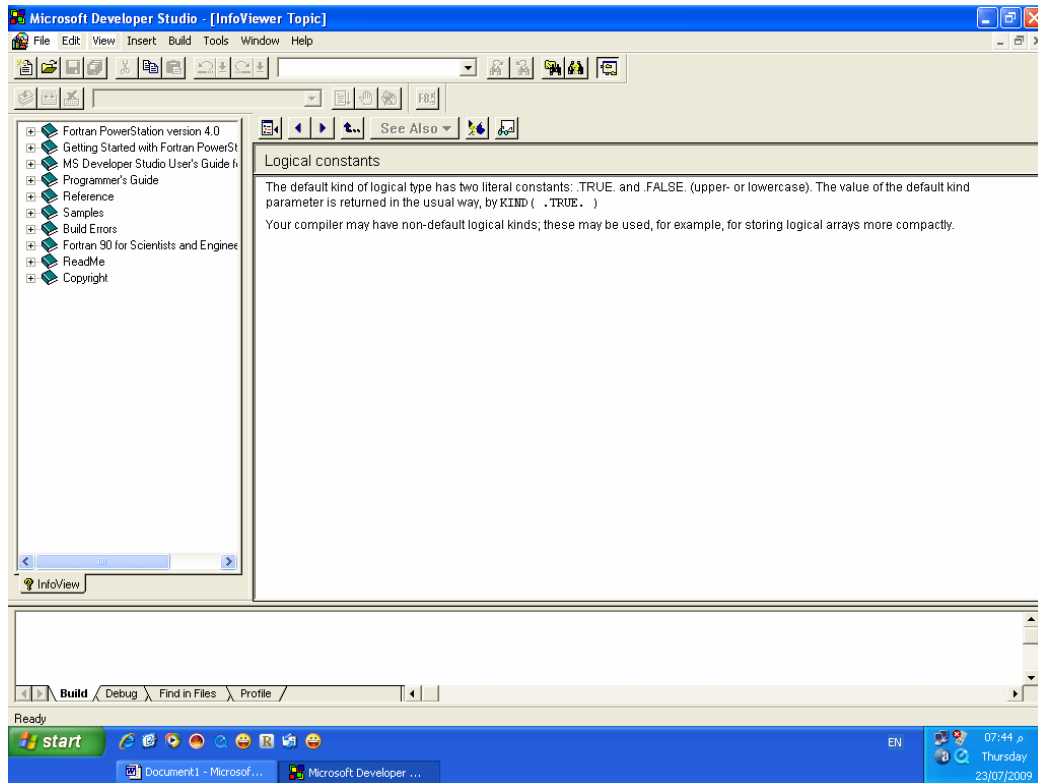 Microsoft Developer Studio - [InfoViewer Topic]
File Edit View Insert Build Tools Window Help
See Also
Fortran PowerStation version 4.0
Getting Started with Fortran PowerSt
MS Developer Studio User's Guide f
Programmer's Guide
Reference
Samples
Build Errors
Fortran 90 for Scientists and Enginee
ReadMe
Copyright
InfoView
Logical constants
The default kind of logical type has two literal constants: .TRUE. and .FALSE. (upper- or lowercase). The value of the default kind
parameter is returned in the usual way, by KIND( .TRUE. )
Your compiler may have non-default logical kinds; these may be used, for example, for storing logical arrays more compactly.
Build Debug Find in Files Profile
Ready
start
EN
07:44 م
Thursday
23/07/2009
Document1 - Microsof...
Microsoft Developer ...